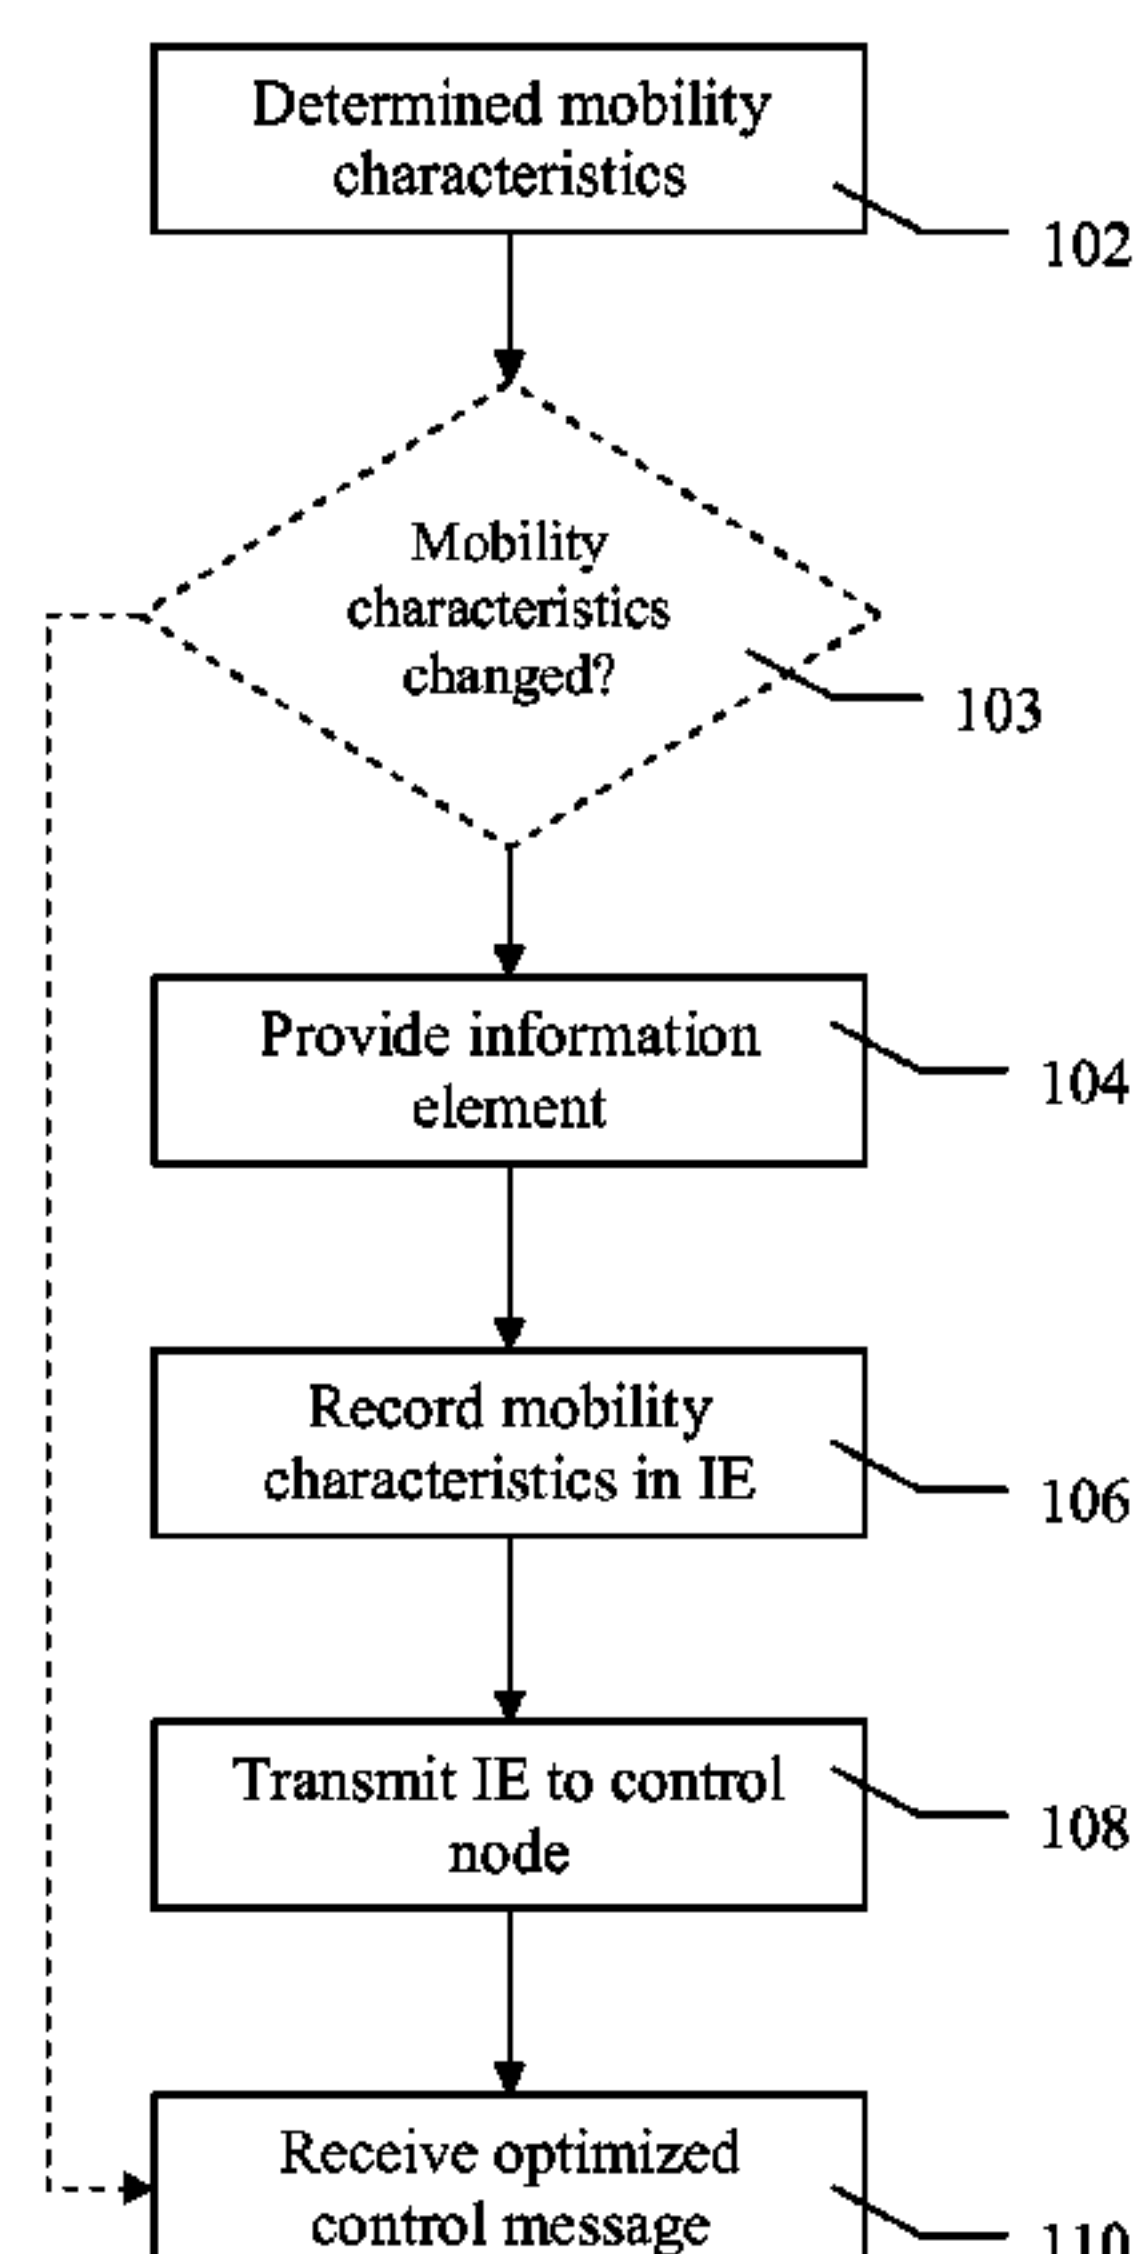 Determined mobility
characteristics
102
Mobility
characteristics
changed?
103
Provide information
element
104
Record mobility
characteristics in IE
106
Transmit IE to control
node
108
Receive optimized
control message
110